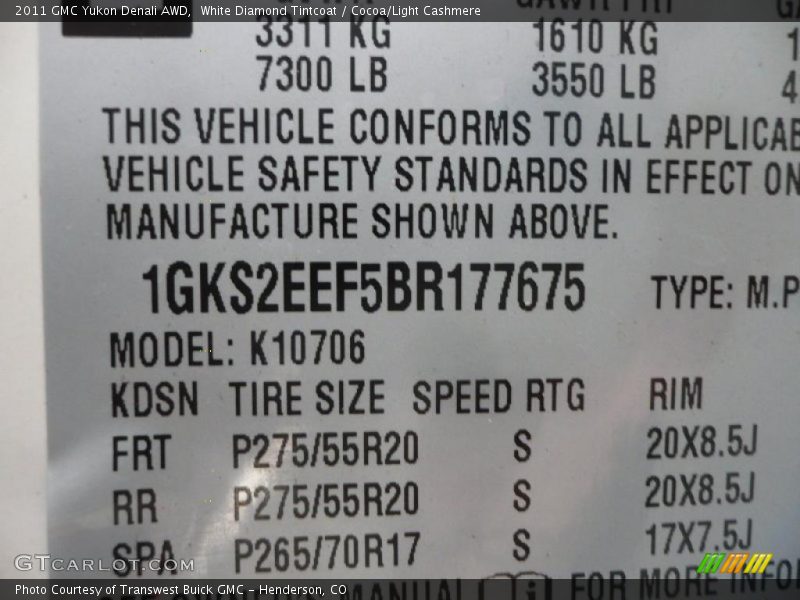 2011 GMC Yukon Denali AWD, White Diamond Tintcoat / Cocoa/Light Cashmere
3311 KG 1610 KG
7300 LB 3550 LB
THIS VEHICLE CONFORMS TO ALL APPLICAB
VEHICLE SAFETY STANDARDS IN EFFECT ON
MANUFACTURE SHOWN ABOVE.
1GKS2EEF5BR177675 TYPE: M.P
MODEL: K10706
KDSN TIRE SIZE SPEED RTG RIM
FRT P275/55R20 S 20X8.5J
RR P275/55R20 S 20X8.5J
SPA P265/70R17 S 17X7.5J
GTcarlot.com
FOR MORE INFO
Photo Courtesy of Transwest Buick GMC - Henderson, CO